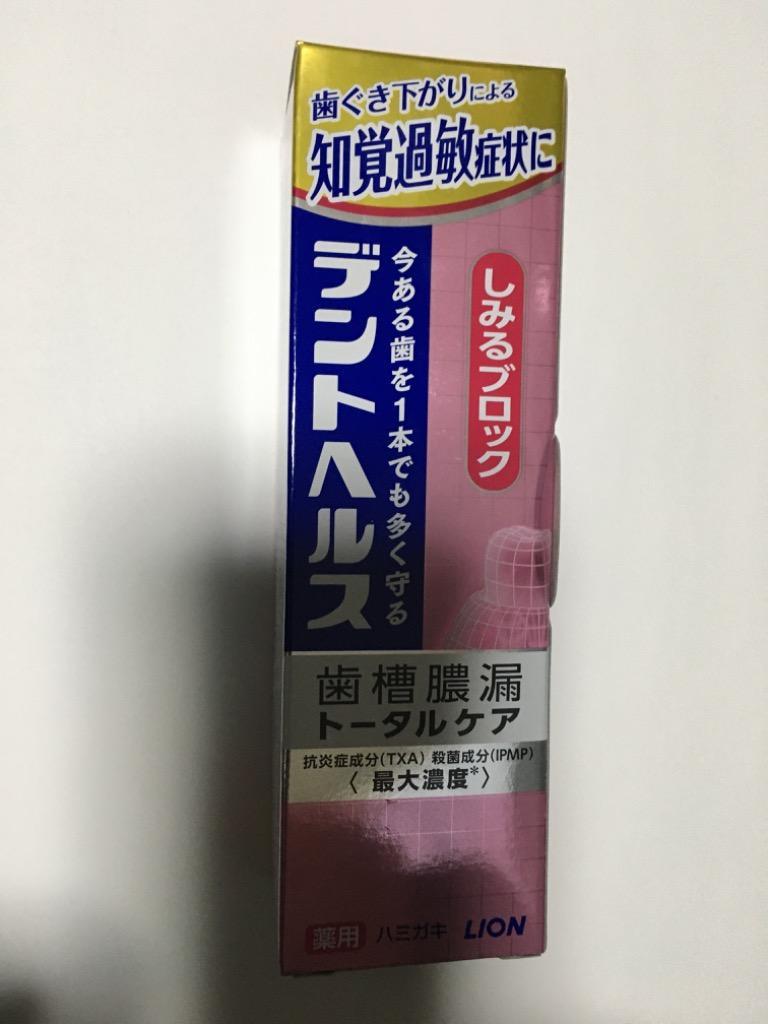 歯ぐき下がりによる
知覚過敏症状に
しみるブロック
今ある歯を1本でも多く守る
デントヘルス
歯槽膿漏
トータルケア
抗炎症成分(TXA) 殺菌成分(IPMP)
〈 最大濃度*〉
薬用 ハミガキ LION